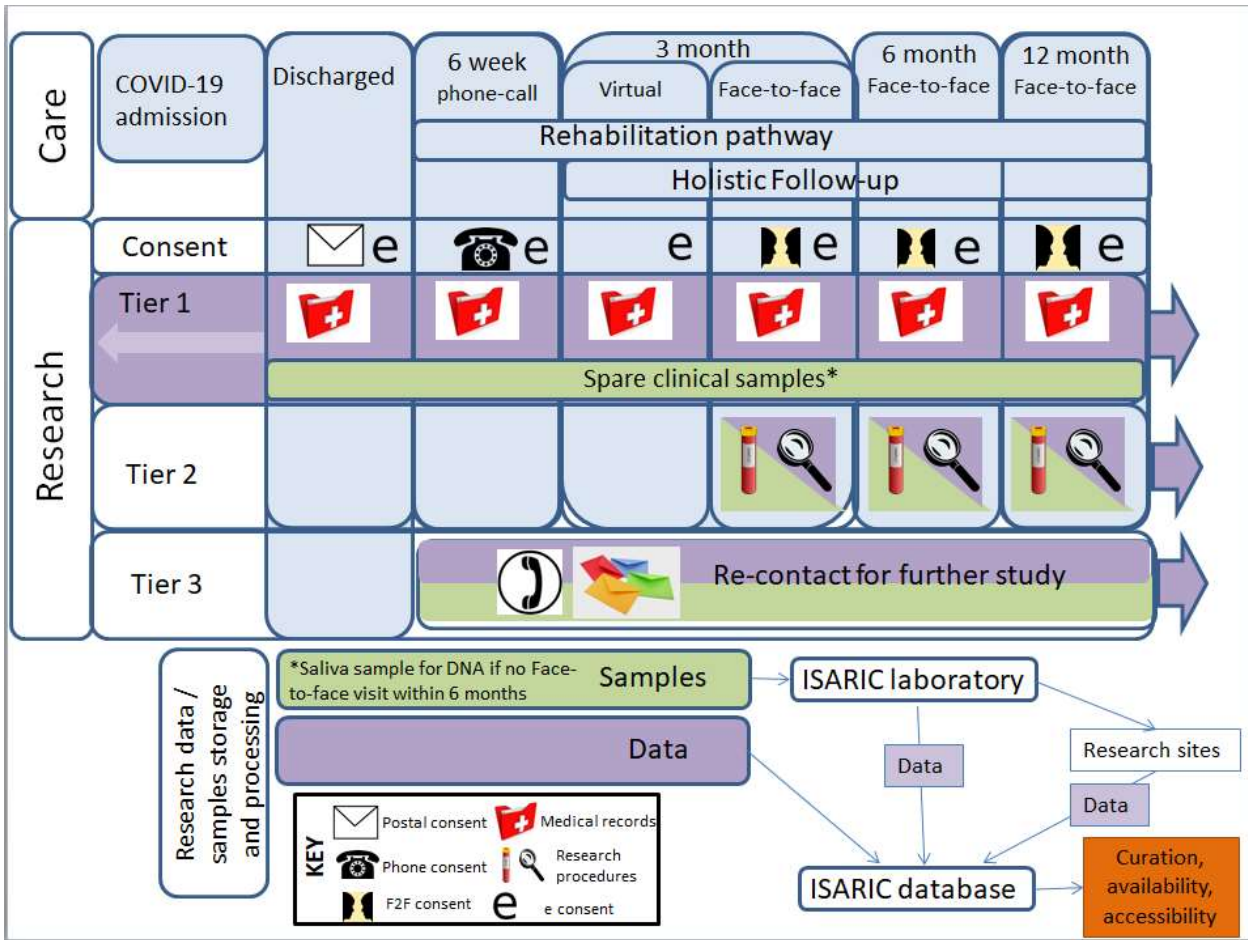 Care
COVID-19
admission
Discharged
6 week
phone-call
3 month
Virtual
Face-to-face
6 month
Face-to-face
12 month
Face-to-face
Rehabilitation pathway
Holistic Follow-up
Research
Consent
e
e
e
e
e
e
Tier 1
Spare clinical samples*
Tier 2
Tier 3
Re-contact for further study
Research data /
samples storage
and processing
*Saliva sample for DNA if no Face-
to-face visit within 6 months
Samples
Data
ISARIC laboratory
Data
Research sites
Data
ISARIC database
Curation,
availability,
accessibility
KEY
Postal consent
Medical records
Phone consent
Research
procedures
F2F consent
e
e consent